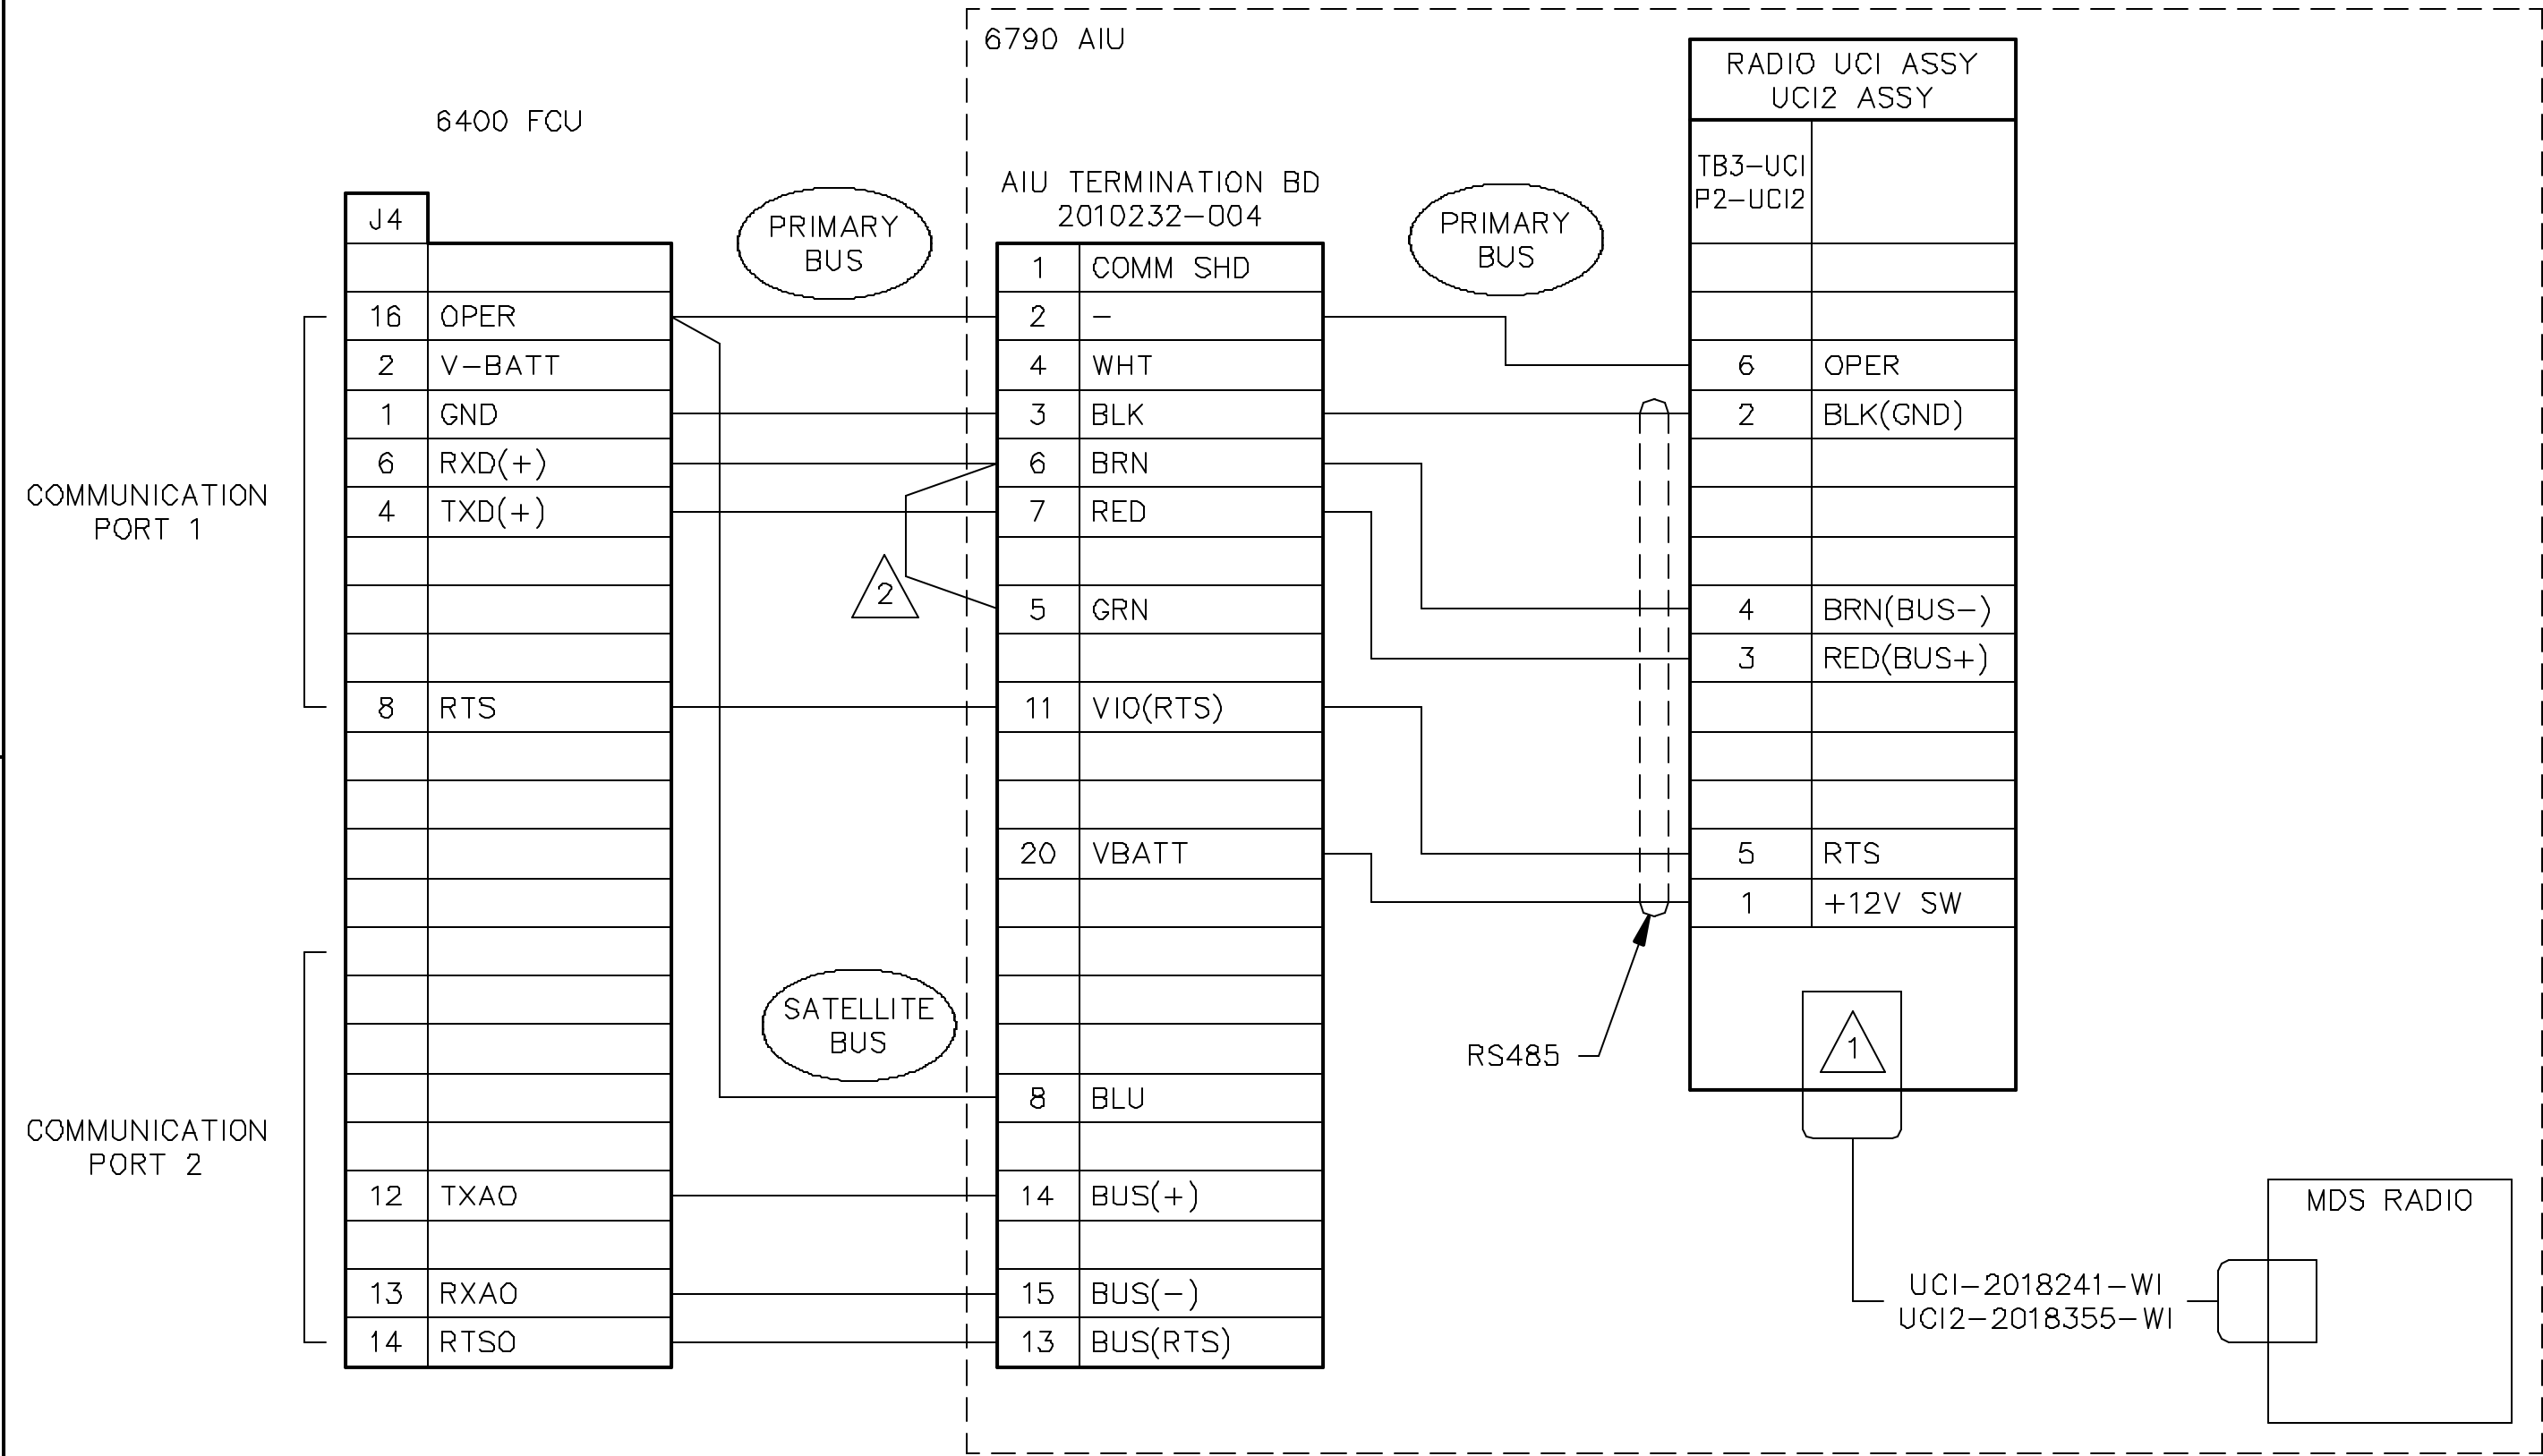 6790 AIU
6400 FCU
J4
16 OPER
2 V-BATT
1 GND
6 RXD(+)
4 TXD(+)
8 RTS
12 TXAO
13 RXAO
14 RTSO
COMMUNICATION
PORT 1
COMMUNICATION
PORT 2
PRIMARY
BUS
2
SATELLITE
BUS
AIU TERMINATION BD
2010232-004
1 COMM SHD
2 -
4 WHT
3 BLK
6 BRN
7 RED
5 GRN
11 VIO(RTS)
20 VBATT
8 BLU
14 BUS(+)
15 BUS(-)
13 BUS(RTS)
PRIMARY
BUS
RS485
RADIO UCI ASSY
UCI2 ASSY
TB3-UCI
P2-UCI2
6 OPER
2 BLK(GND)
4 BRN(BUS-)
3 RED(BUS+)
5 RTS
1 +12V SW
1
UCI-2018241-WI
UCI2-2018355-WI
MDS RADIO